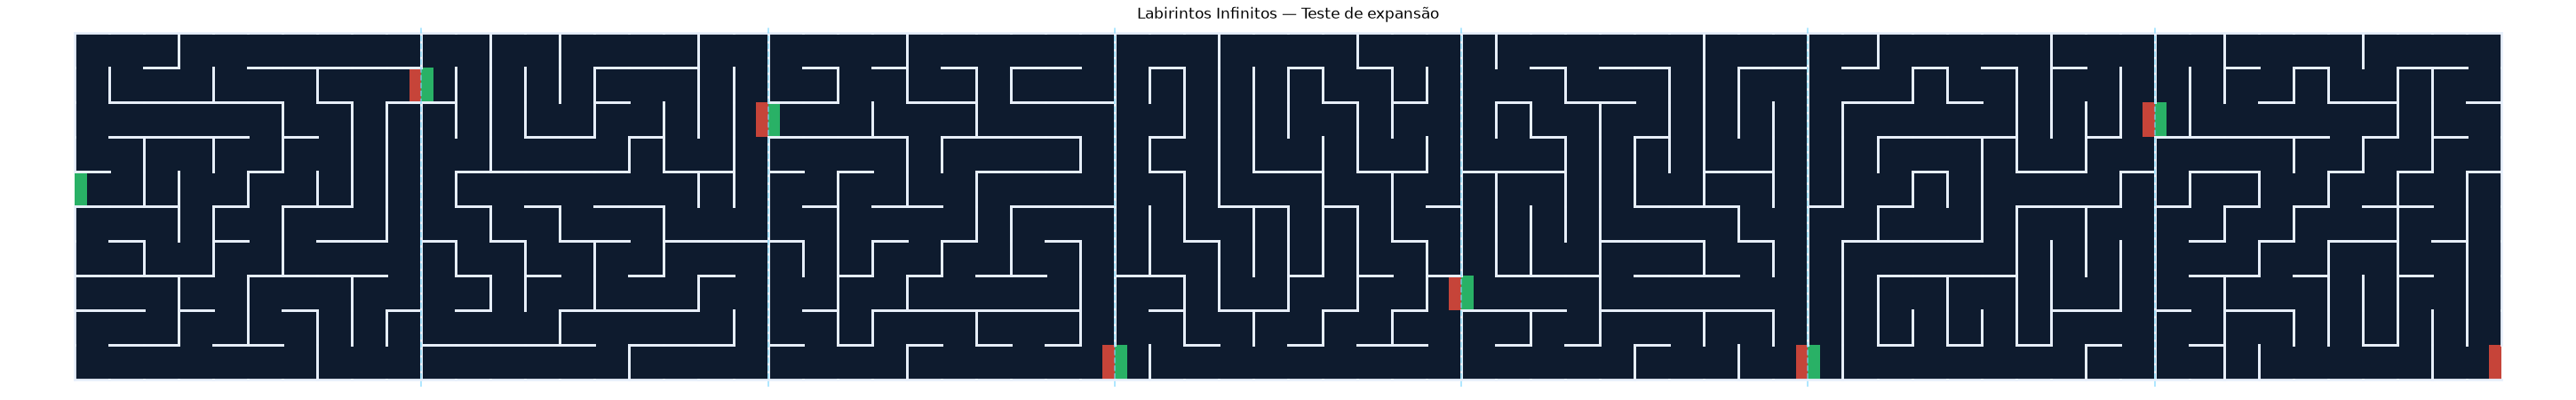 Labirintos Infinitos — Teste de expansão